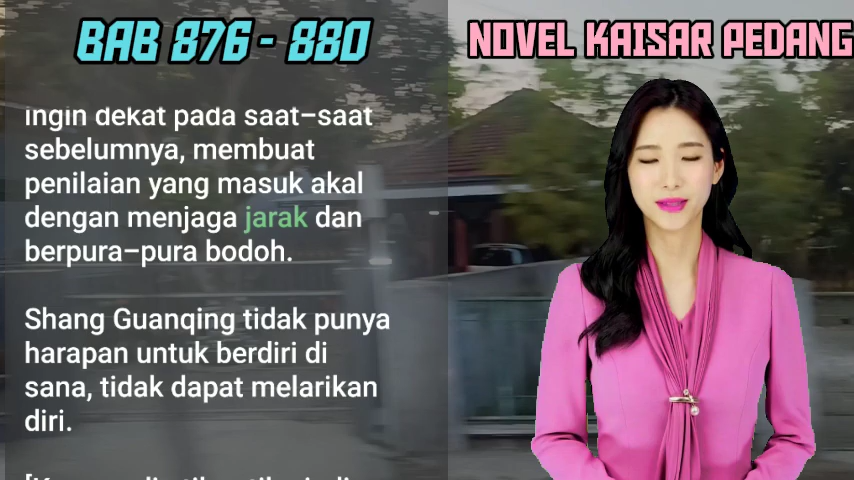 BAB 876 - 880
NOVEL KAISAR PEDANG
ingin dekat pada saat-saat
sebelumnya, membuat
penilaian yang masuk akal
dengan menjaga jarak dan
berpura-pura bodoh.
Shang Guanqing tidak punya
harapan untuk berdiri di
sana, tidak dapat melarikan
diri.